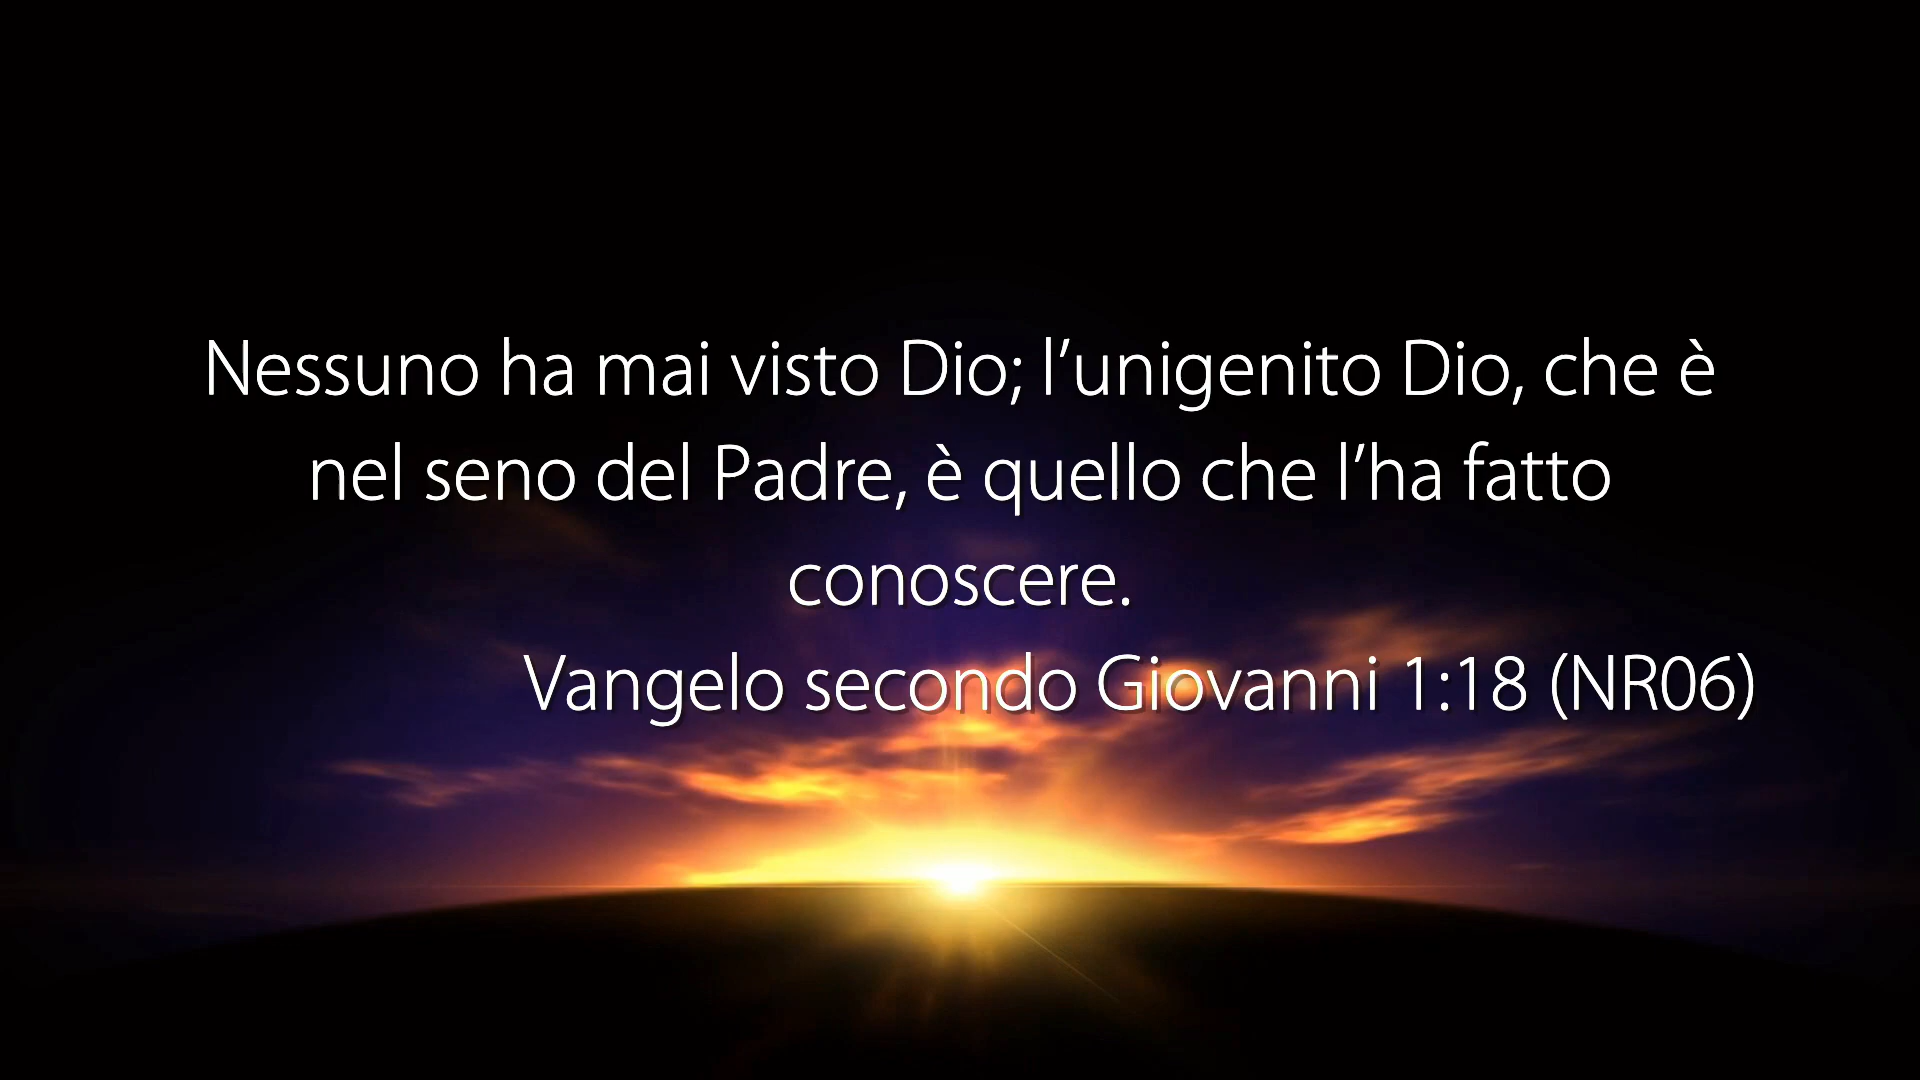 Nessuno ha mai visto Dio; l’unigenito Dio, che è
nel seno del Padre, è quello che l’ha fatto
conoscere.
Vangelo secondo Giovanni 1:18 (NR06)